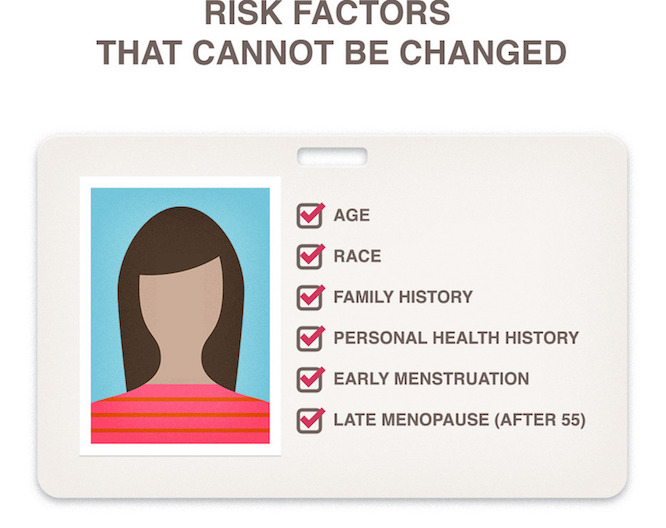 RISK FACTORS
THAT CANNOT BE CHANGED
AGE
RACE
FAMILY HISTORY
PERSONAL HEALTH HISTORY
EARLY MENSTRUATION
LATE MENOPAUSE (AFTER 55)